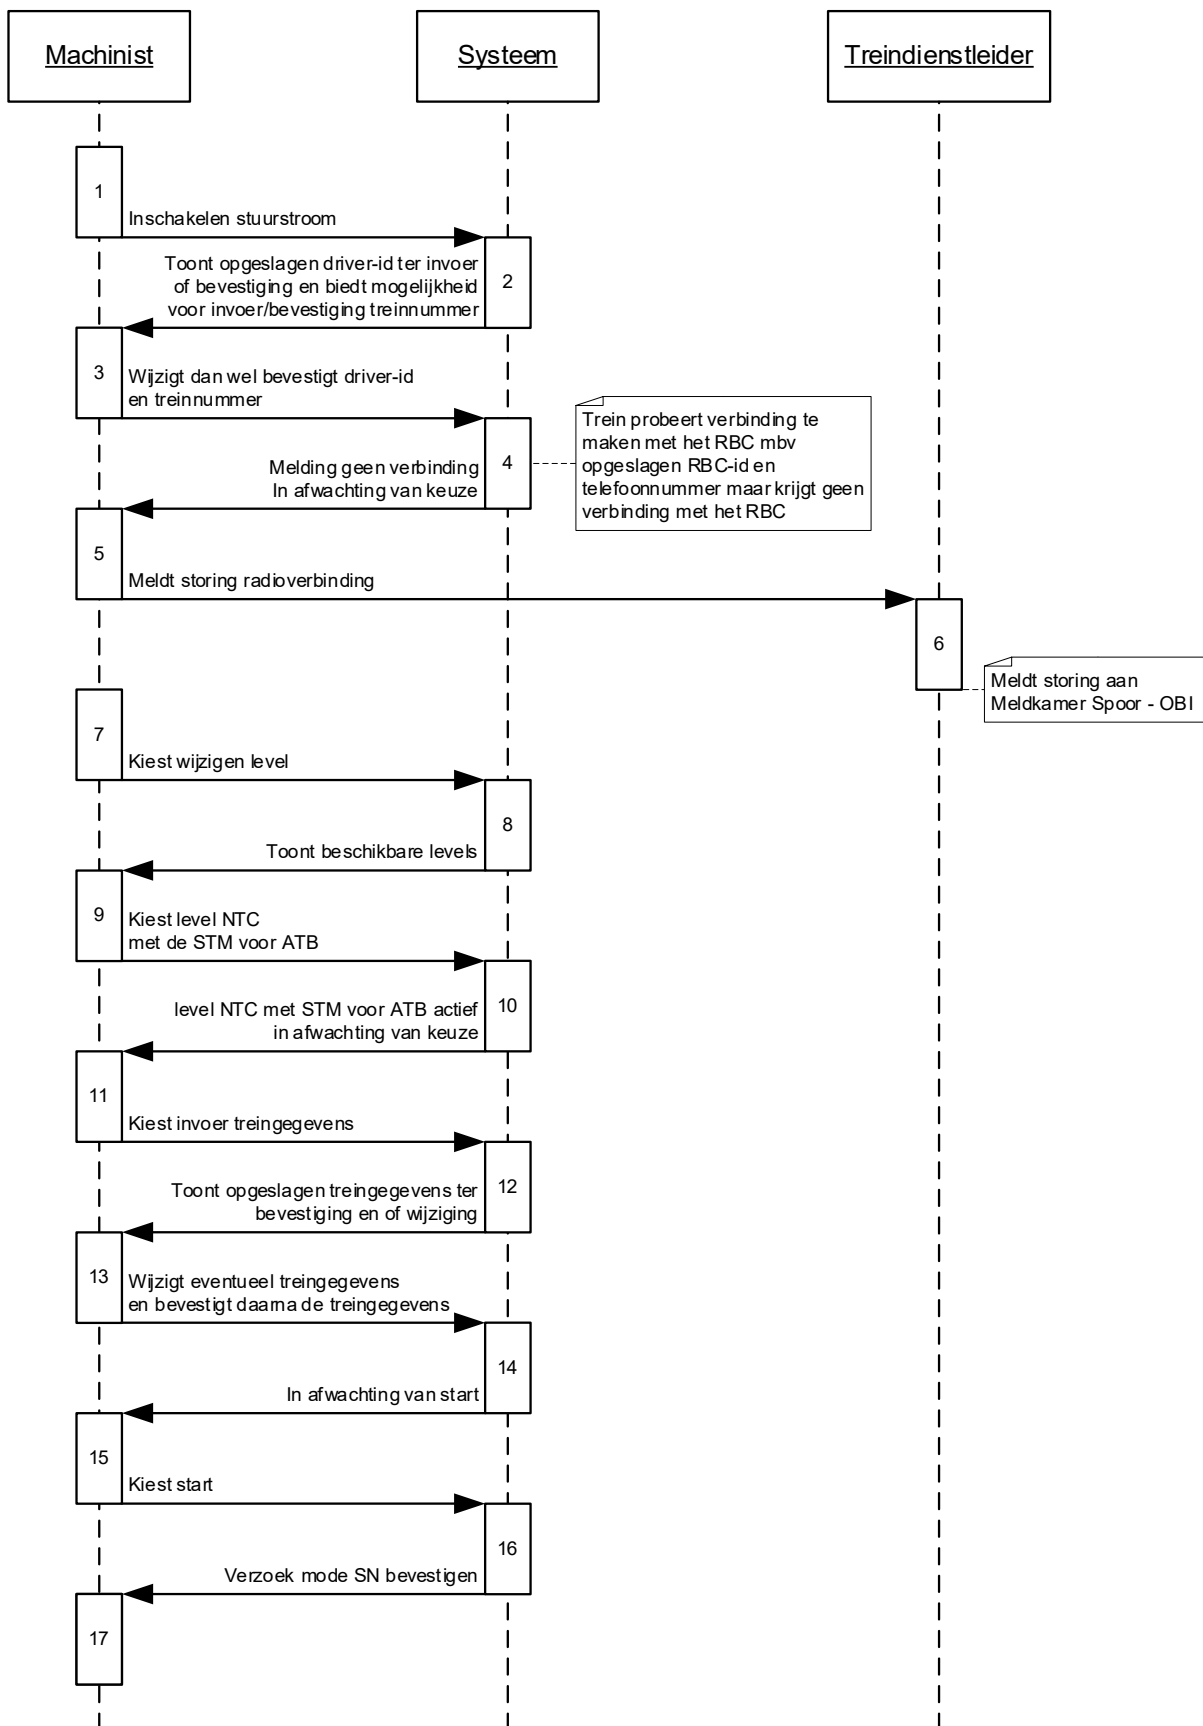 Machinist
Systeem
Treindienstleider
1
Inschakelen stuurstroom
Toont opgeslagen driver-id ter invoer
of bevestiging en biedt mogelijkheid
voor invoer/bevestiging treinnummer
2
3
Wijzigt dan wel bevestigt driver-id
en treinnummer
Melding geen verbinding
In afwachting van keuze
4
Trein probeert verbinding te
maken met het RBC mbv
opgeslagen RBC-id en
telefoonnummer maar krijgt geen
verbinding met het RBC
5
Meldt storing radioverbinding
6
Meldt storing aan
Meldkamer Spoor - OBI
7
Kiest wijzigen level
8
Toont beschikbare levels
9
Kiest level NTC
met de STM voor ATB
10
level NTC met STM voor ATB actief
in afwachting van keuze
11
Kiest invoer treingegevens
12
Toont opgeslagen treingegevens ter
bevestiging en of wijziging
13
Wijzigt eventueel treingegevens
en bevestigt daarna de treingegevens
14
In afwachting van start
15
Kiest start
16
Verzoek mode SN bevestigen
17